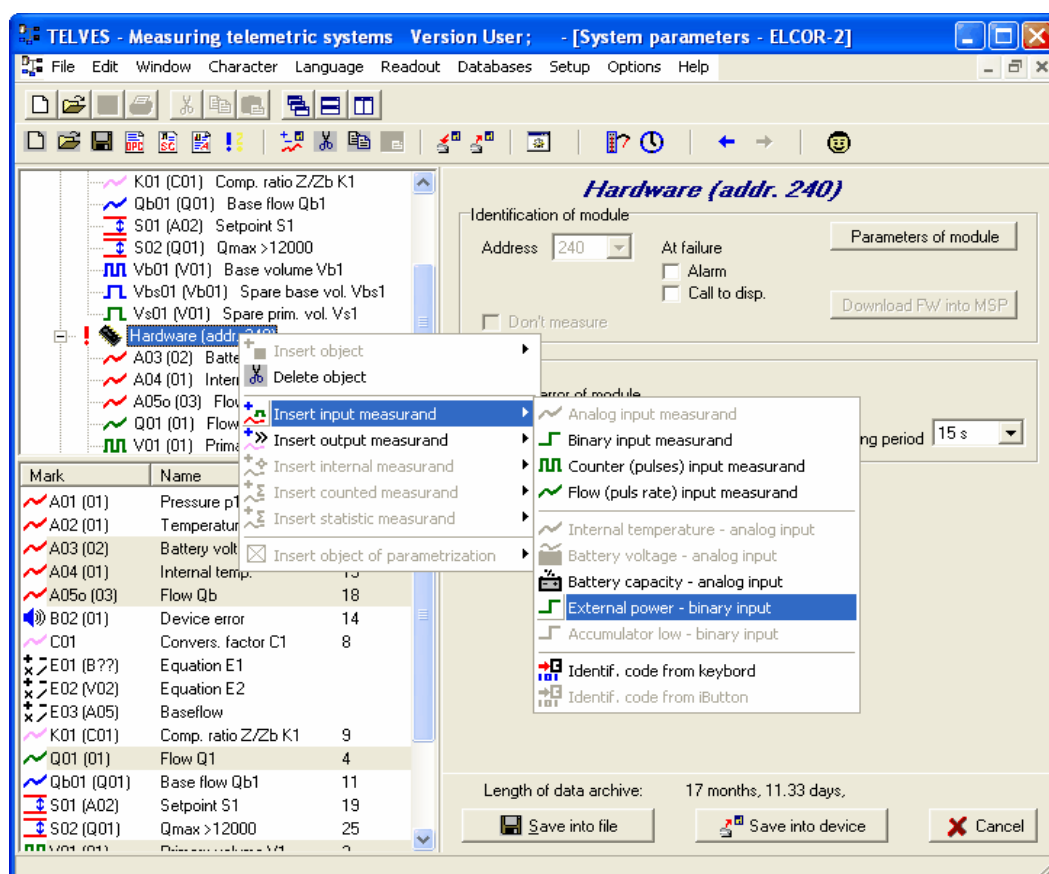 TELVES - Measuring telemetric systems Version User; - [System parameters - ELCOR-2]
File Edit Window Character Language Readout Databases Setup Options Help
K01 (C01) Comp. ratio Z/Zb K1
Qb01 (Q01) Base flow Qb1
S01 (A02) Setpoint S1
S02 (Q01) Qmax >12000
Vb01 (V01) Base volume Vb1
Vbs01 (Vb01) Spare base vol. Vbs1
Vs01 (V01) Spare prim. vol. Vs1
Hardware (addr. 240)
A03 (02) Batte
A04 (01) Intern
A05o (03) Flow
Q01 (01) Flow
V01 (01) Prima
Hardware (addr. 240)
Identification of module
Address 240
At failure
Alarm
Call to disp.
Don't measure
Parameters of module
Download FW into MSP
error of module
ng period 15 s
Insert object
Delete object
Insert input measurand
Insert output measurand
Insert internal measurand
Insert counted measurand
Insert statistic measurand
Insert object of parametrization
Analog input measurand
Binary input measurand
Counter (pulses) input measurand
Flow (puls rate) input measurand
Internal temperature - analog input
Battery voltage - analog input
Battery capacity - analog input
External power - binary input
Accumulator low - binary input
Identif. code from keybord
Identif. code from iButton
Mark Name
A01 (01) Pressure p1
A02 (01) Temperatur
A03 (02) Battery volt
A04 (01) Internal temp.
A05o (03) Flow Qb 18
B02 (01) Device error 14
C01 Convers. factor C1 8
E01 (B??) Equation E1
E02 (V02) Equation E2
E03 (A05) Baseflow
K01 (C01) Comp. ratio Z/Zb K1 9
Q01 (01) Flow Q1 4
Qb01 (Q01) Base flow Qb1 11
S01 (A02) Setpoint S1 19
S02 (Q01) Qmax >12000 25
Length of data archive: 17 months, 11.33 days,
Save into file
Save into device
Cancel